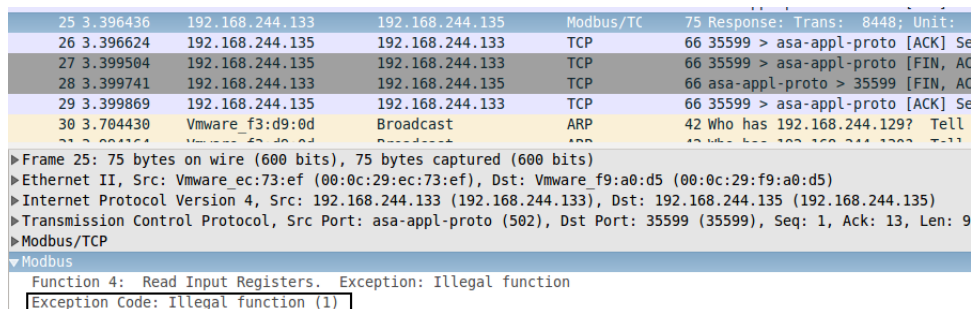 25 3.396436 192.168.244.133 192.168.244.135 Modbus/TC 75 Response: Trans: 8448; Unit:
26 3.396624 192.168.244.135 192.168.244.133 TCP 66 35599 > asa-appl-proto [ACK] Se
27 3.399504 192.168.244.135 192.168.244.133 TCP 66 35599 > asa-appl-proto [FIN, AC
28 3.399741 192.168.244.133 192.168.244.135 TCP 66 asa-appl-proto > 35599 [FIN, AC
29 3.399869 192.168.244.135 192.168.244.133 TCP 66 35599 > asa-appl-proto [ACK] Se
30 3.704430 Vmware_f3:d9:0d Broadcast ARP 42 Who has 192.168.244.129? Tell
Frame 25: 75 bytes on wire (600 bits), 75 bytes captured (600 bits)
Ethernet II, Src: Vmware_ec:73:ef (00:0c:29:ec:73:ef), Dst: Vmware_f9:a0:d5 (00:0c:29:f9:a0:d5)
Internet Protocol Version 4, Src: 192.168.244.133 (192.168.244.133), Dst: 192.168.244.135 (192.168.244.135)
Transmission Control Protocol, Src Port: asa-appl-proto (502), Dst Port: 35599 (35599), Seq: 1, Ack: 13, Len: 9
Modbus/TCP
Modbus
Function 4: Read Input Registers. Exception: Illegal function
Exception Code: Illegal function (1)